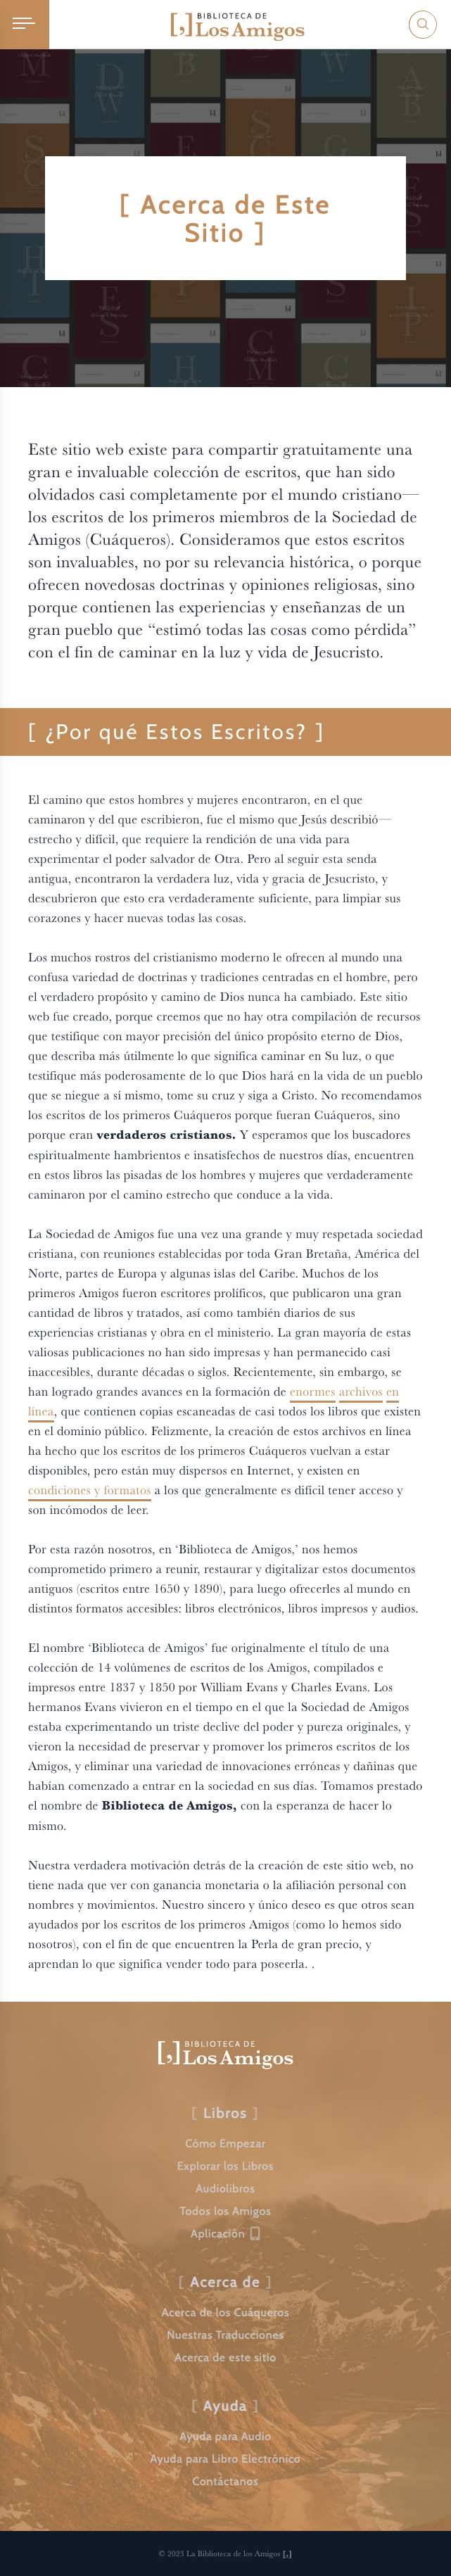 BIBLIOTECA DE
[,] Los Amigos
[ Acerca de Este
Sitio ]
Este sitio web existe para compartir gratuitamente una
gran e invaluable colección de escritos, que han sido
olvidados casi completamente por el mundo cristiano—
los escritos de los primeros miembros de la Sociedad de
Amigos (Cuáqueros). Consideramos que estos escritos
son invaluables, no por su relevancia histórica, o porque
ofrecen novedosas doctrinas y opiniones religiosas, sino
porque contienen las experiencias y enseñanzas de un
gran pueblo que “estimó todas las cosas como pérdida”
con el fin de caminar en la luz y vida de Jesucristo.
[ ¿Por qué Estos Escritos? ]
El camino que estos hombres y mujeres encontraron, en el que
caminaron y del que escribieron, fue el mismo que Jesús describió—
estrecho y difícil, que requiere la rendición de una vida para
experimentar el poder salvador de Otra. Pero al seguir esta senda
antigua, encontraron la verdadera luz, vida y gracia de Jesucristo, y
descubrieron que esto era verdaderamente suficiente, para limpiar sus
corazones y hacer nuevas todas las cosas.
Los muchos rostros del cristianismo moderno le ofrecen al mundo una
confusa variedad de doctrinas y tradiciones centradas en el hombre, pero
el verdadero propósito y camino de Dios nunca ha cambiado. Este sitio
web fue creado, porque creemos que no hay otra compilación de recursos
que testifique con mayor precisión del único propósito eterno de Dios,
que describa más útilmente lo que significa caminar en Su luz, o que
testifique más poderosamente de lo que Dios hará en la vida de un pueblo
que se niegue a sí mismo, tome su cruz y siga a Cristo. No recomendamos
los escritos de los primeros Cuáqueros porque fueran Cuáqueros, sino
porque eran verdaderos cristianos. Y esperamos que los buscadores
espiritualmente hambrientos e insatisfechos de nuestros días, encuentren
en estos libros las pisadas de los hombres y mujeres que verdaderamente
caminaron por el camino estrecho que conduce a la vida.
La Sociedad de Amigos fue una vez una grande y muy respetada sociedad
cristiana, con reuniones establecidas por toda Gran Bretaña, América del
Norte, partes de Europa y algunas islas del Caribe. Muchos de los
primeros Amigos fueron escritores prolíficos, que publicaron una gran
cantidad de libros y tratados, así como también diarios de sus
experiencias cristianas y obra en el ministerio. La gran mayoría de estas
valiosas publicaciones no han sido impresas y han permanecido casi
inaccesibles, durante décadas o siglos. Recientemente, sin embargo, se
han logrado grandes avances en la formación de enormes archivos en
línea, que contienen copias escaneadas de casi todos los libros que existen
en el dominio público. Felizmente, la creación de estos archivos en línea
ha hecho que los escritos de los primeros Cuáqueros vuelvan a estar
disponibles, pero están muy dispersos en Internet, y existen en
condiciones y formatos a los que generalmente es difícil tener acceso y
son incómodos de leer.
Por esta razón nosotros, en ‘Biblioteca de Amigos,’ nos hemos
comprometido primero a reunir, restaurar y digitalizar estos documentos
antiguos (escritos entre 1650 y 1890), para luego ofrecerles al mundo en
distintos formatos accesibles: libros electrónicos, libros impresos y audios.
El nombre ‘Biblioteca de Amigos’ fue originalmente el título de una
colección de 14 volúmenes de escritos de los Amigos, compilados e
impresos entre 1837 y 1850 por William Evans y Charles Evans. Los
hermanos Evans vivieron en el tiempo en el que la Sociedad de Amigos
estaba experimentando un triste declive del poder y pureza originales, y
vieron la necesidad de preservar y promover los primeros escritos de los
Amigos, y eliminar una variedad de innovaciones erróneas y dañinas que
habían comenzado a entrar en la sociedad en sus días. Tomamos prestado
el nombre de Biblioteca de Amigos, con la esperanza de hacer lo
mismo.
Nuestra verdadera motivación detrás de la creación de este sitio web, no
tiene nada que ver con ganancia monetaria o la afiliación personal con
nombres y movimientos. Nuestro sincero y único deseo es que otros sean
ayudados por los escritos de los primeros Amigos (como lo hemos sido
nosotros), con el fin de que encuentren la Perla de gran precio, y
aprendan lo que significa vender todo para poseerla. .
BIBLIOTECA DE
[,] Los Amigos
[ Libros ]
Cómo Empezar
Explorar los Libros
Audiolibros
Todos los Amigos
Aplicación
[ Acerca de ]
Acerca de los Cuáqueros
Nuestras Traducciones
Acerca de este sitio
[ Ayuda ]
Ayuda para Audio
Ayuda para Libro Electrónico
Contáctanos
© 2023 La Biblioteca de los Amigos [,]